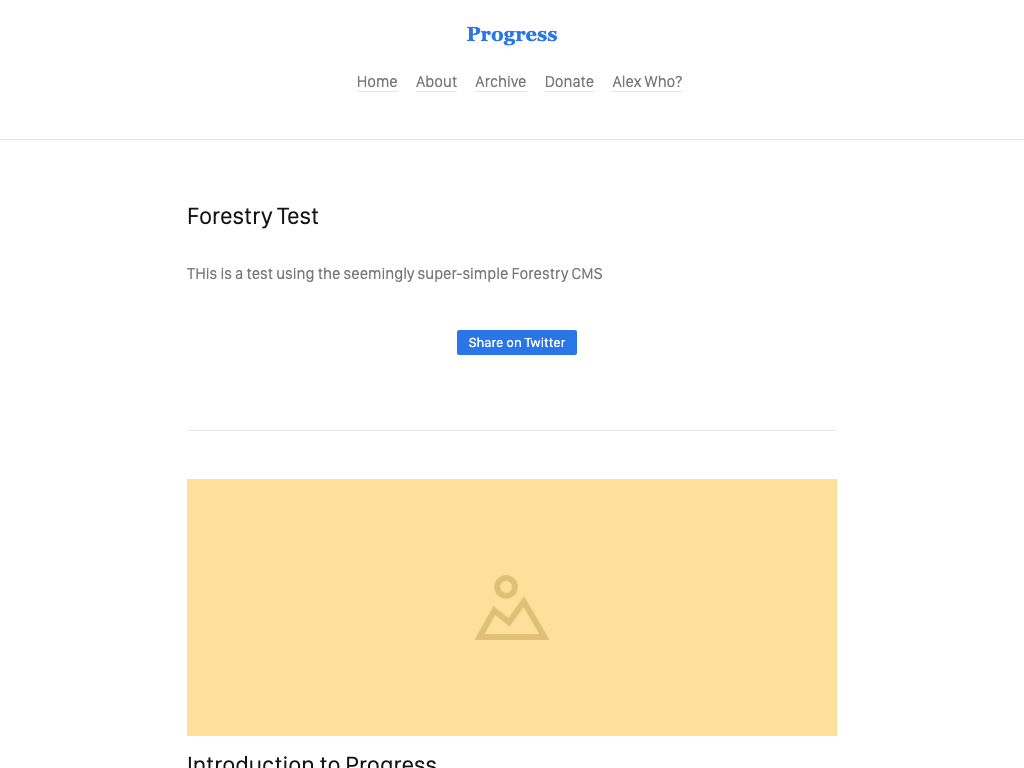 Progress
Home About Archive Donate Alex Who?
Forestry Test
THis is a test using the seemingly super-simple Forestry CMS
Share on Twitter
Introduction to Progress